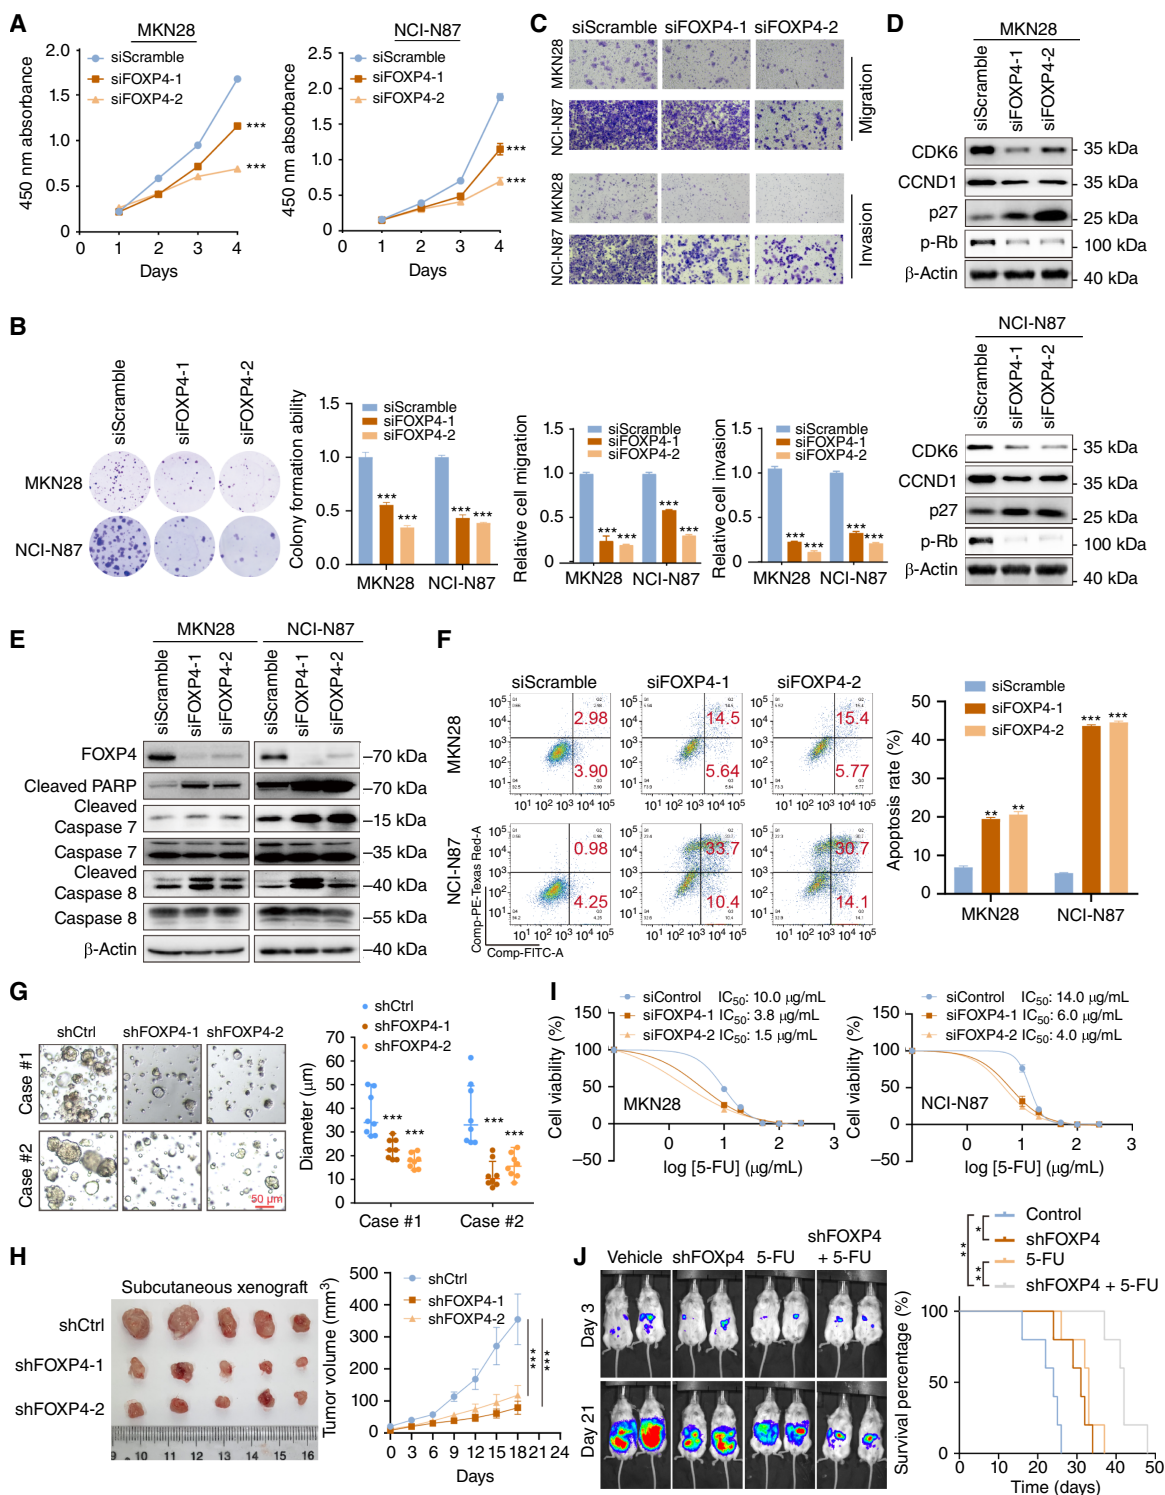 A
MKN28
2.0
1.5
1.0
0.5
0
450 nm absorbance
siScramble
siFOXP4-1
siFOXP4-2
***
***
0 1 2 3 4
Days
NCI-N87
2.5
2.0
1.5
1.0
0.5
0
450 nm absorbance
siScramble
siFOXP4-1
siFOXP4-2
***
***
0 1 2 3 4
Days
C
siScramble siFOXP4-1 siFOXP4-2
MKN28
NCI-N87
Migration
MKN28
NCI-N87
Invasion
D
MKN28
siScramble
siFOXP4-1
siFOXP4-2
CDK6 35 kDa
CCND1 35 kDa
p27 25 kDa
p-Rb 100 kDa
β-Actin 40 kDa
NCI-N87
siScramble
siFOXP4-1
siFOXP4-2
CDK6 35 kDa
CCND1 35 kDa
p27 25 kDa
p-Rb 100 kDa
β-Actin 40 kDa
B
siScramble
siFOXP4-1
siFOXP4-2
MKN28
NCI-N87
Colony formation ability
1.5
1.0
0.5
0.0
siScramble
siFOXP4-1
siFOXP4-2
*** *** *** ***
MKN28 NCI-N87
Relative cell migration
1.5
1.0
0.5
0
siScramble
siFOXP4-1
siFOXP4-2
*** *** *** ***
MKN28 NCI-N87
Relative cell invasion
1.5
1.0
0.5
0
siScramble
siFOXP4-1
siFOXP4-2
*** *** *** ***
MKN28 NCI-N87
E
MKN28 NCI-N87
siScramble
siFOXP4-1
siFOXP4-2
siScramble
siFOXP4-1
siFOXP4-2
FOXP4 –70 kDa
Cleaved PARP –70 kDa
Cleaved
Caspase 7 –15 kDa
Caspase 7 –35 kDa
Cleaved
Caspase 8 –40 kDa
Caspase 8 –55 kDa
β-Actin –40 kDa
F
siScramble siFOXP4-1 siFOXP4-2
MKN28
2.98
3.90
14.5
5.64
15.4
5.77
NCI-N87
0.98
4.25
33.7
10.4
30.7
14.1
10⁵
10⁴
10³
10²
10¹
10¹ 10² 10³ 10⁴ 10⁵
Comp-PE-Texas Red-A
Comp-FITC-A
Apoptosis rate (%)
50
40
30
20
10
0
siScramble
siFOXP4-1
siFOXP4-2
** **
*** ***
MKN28 NCI-N87
G
shCtrl shFOXP4-1 shFOXP4-2
Case #1
Case #2
50 μm
Diameter (μm)
70
60
50
40
30
20
10
0
shCtrl
shFOXP4-1
shFOXP4-2
*** ***
*** ***
Case #1 Case #2
I
siControl IC₅₀: 10.0 μg/mL
siFOXP4-1 IC₅₀: 3.8 μg/mL
siFOXP4-2 IC₅₀: 1.5 μg/mL
Cell viability (%)
150
100
50
0
–50
MKN28
0 1 2 3
log [5-FU] (μg/mL)
siControl IC₅₀: 14.0 μg/mL
siFOXP4-1 IC₅₀: 6.0 μg/mL
siFOXP4-2 IC₅₀: 4.0 μg/mL
Cell viability (%)
150
100
50
0
–50
NCI-N87
0 1 2 3
log [5-FU] (μg/mL)
H
Subcutaneous xenograft
shCtrl
shFOXP4-1
shFOXP4-2
9 10 11 12 13 14 15 16
Tumor volume (mm³)
500
400
300
200
100
0
shCtrl
shFOXP4-1
shFOXP4-2
***
***
0 3 6 9 12 15 18 21 24
Days
J
Vehicle shFOXp4 5-FU shFOXP4
+ 5-FU
Day 3
Day 21
Control
shFOXP4
5-FU
shFOXP4 + 5-FU
*
**
**
Survival percentage (%)
100
50
0
0 10 20 30 40 50
Time (days)